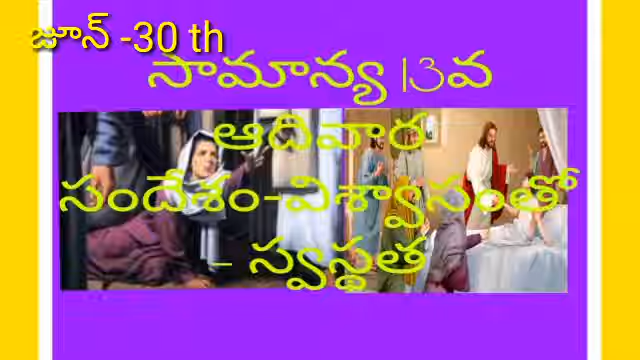 జూన్ -30 th
సామాన్య 13వ
ఆదివార
సందేశం-విశ్వాసంతో
- స్వస్థత